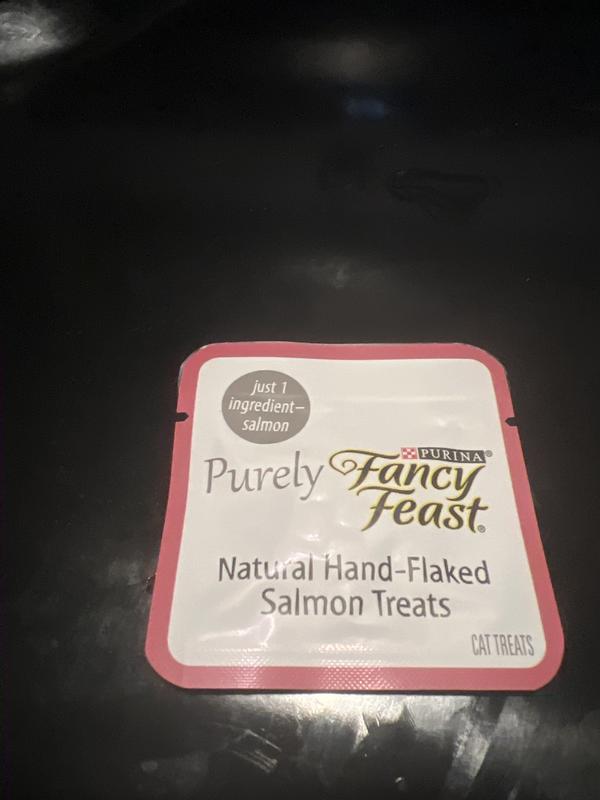 just 1
ingredient–
salmon
Purely
PURINA®
Fancy
Feast®
Natural Hand-Flaked
Salmon Treats
CAT TREATS